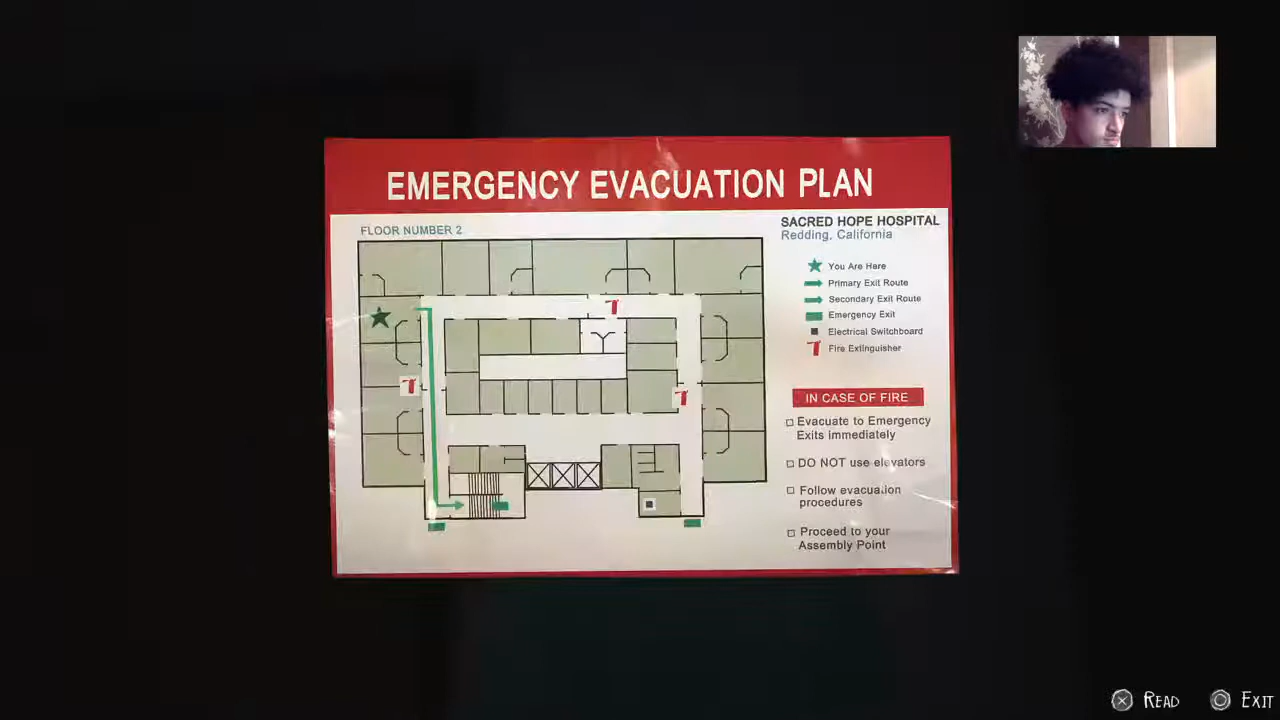 EMERGENCY EVACUATION PLAN
SACRED HOPE HOSPITAL
Redding, California
FLOOR NUMBER 2
You Are Here
Primary Exit Route
Secondary Exit Route
Emergency Exit
Electrical Switchboard
Fire Extinguisher
IN CASE OF FIRE
Evacuate to Emergency
Exits immediately
DO NOT use elevators
Follow evacuation
procedures
Proceed to your
Assembly Point
READ
EXIT